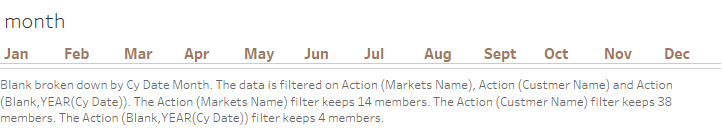 month
Jan Feb Mar Apr May Jun Jul Aug Sept Oct Nov Dec
Blank broken down by Cy Date Month. The data is filtered on Action (Markets Name), Action (Custmer Name) and Action
(Blank,YEAR(Cy Date)). The Action (Markets Name) filter keeps 14 members. The Action (Custmer Name) filter keeps 38
members. The Action (Blank,YEAR(Cy Date)) filter keeps 4 members.